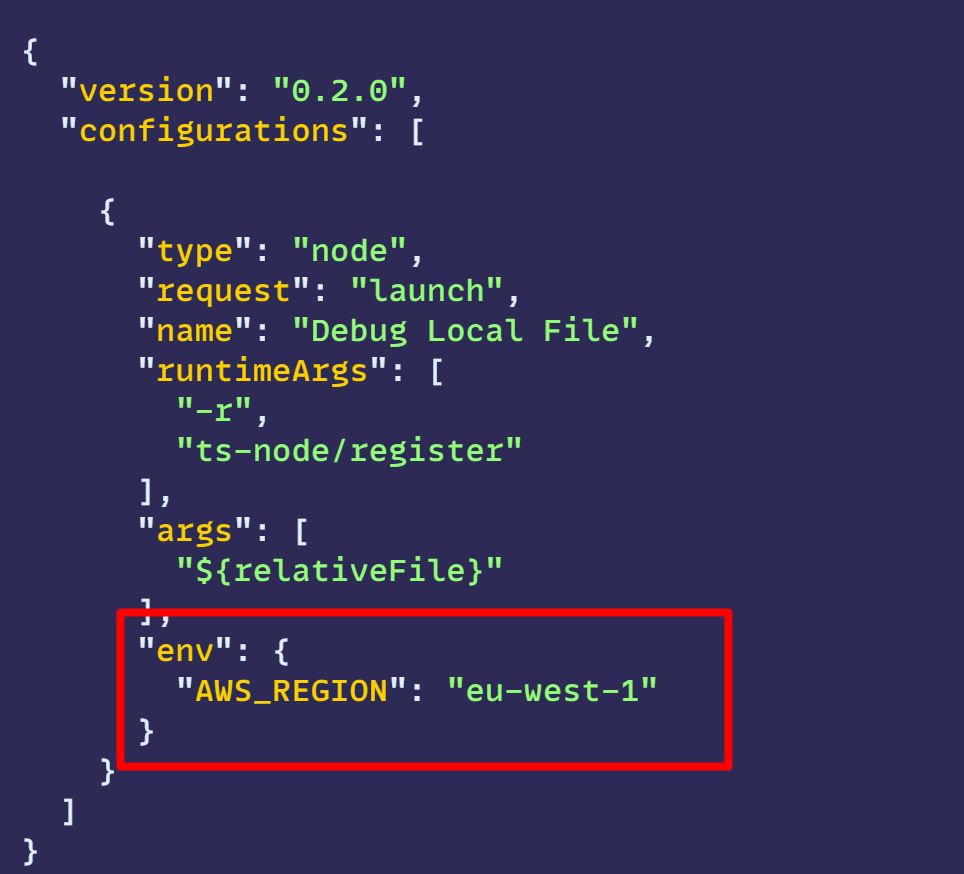 {
  "version": "0.2.0",
  "configurations": [
    {
      "type": "node",
      "request": "launch",
      "name": "Debug Local File",
      "runtimeArgs": [
        "-r",
        "ts-node/register"
      ],
      "args": [
        "${relativeFile}"
      ],
      "env": {
        "AWS_REGION": "eu-west-1"
      }
    }
  ]
}